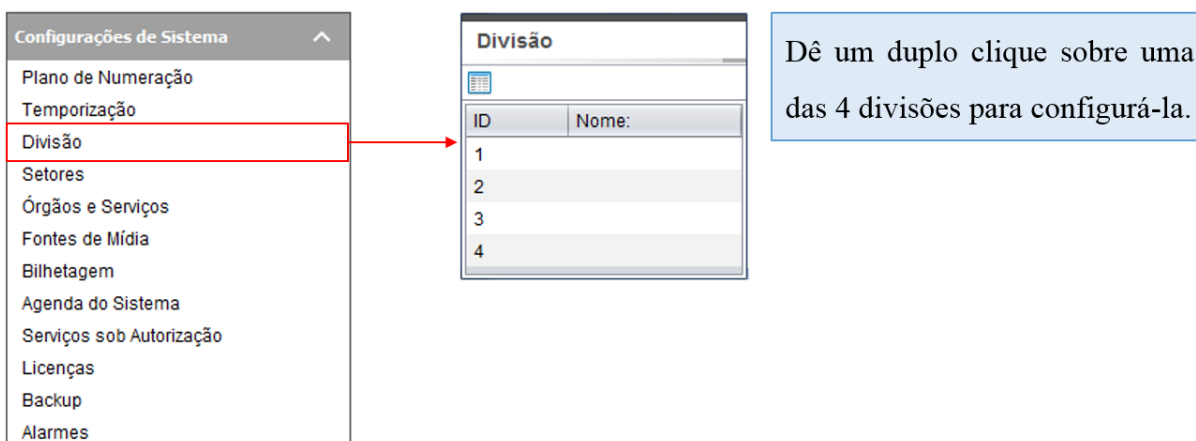 Configurações de Sistema
Plano de Numeração
Temporização
Divisão
Setores
Órgãos e Serviços
Fontes de Mídia
Bilhetagem
Agenda do Sistema
Serviços sob Autorização
Licenças
Backup
Alarmes
Divisão
ID Nome:
1
2
3
4
Dê um duplo clique sobre uma
das 4 divisões para configurá-la.